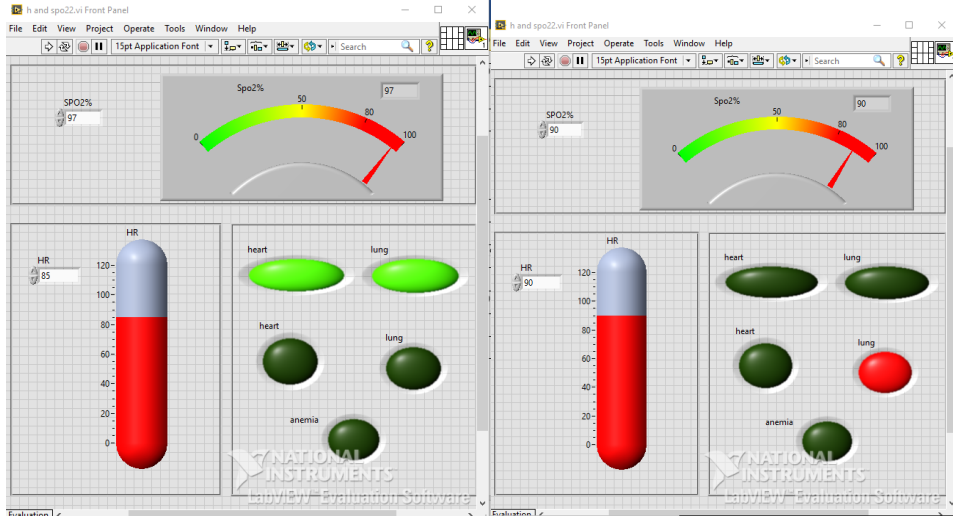 h and spo22.vi Front Panel
File Edit View Project Operate Tools Window Help
15pt Application Font Search ? 1
SPO2%
97
Spo2%
97
0 50 80 100
HR
85
HR
120
100
80
60
40
20
0
heart lung
heart
lung
anemia
NATIONAL
INSTRUMENTS
LabVIEW™Evaluation Software
Evaluation
h and spo22.vi Front Panel
File Edit View Project Operate Tools Window Help
15pt Application Font Search ?
SPO2%
90
Spo2%
90
0 50 80 100
HR
90
HR
120
100
80
60
40
20
0
heart lung
heart
lung
anemia
NATIONAL
INSTRUMENTS
LabVIEW™Evaluation Software
Evaluation